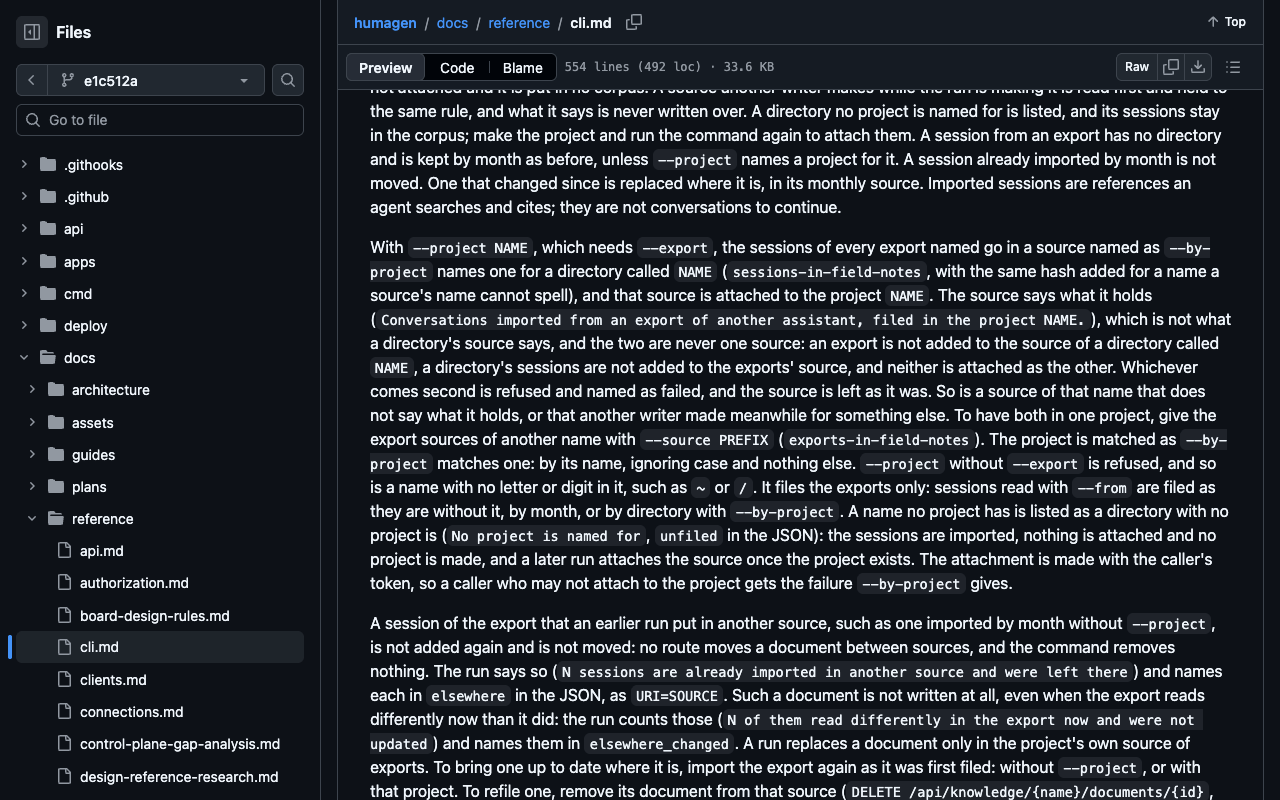 Files
humagen / docs / reference / cli.md
Top
e1c512a
Go to file
Preview
Code
Blame
554 lines (492 loc) · 33.6 KB
Raw
.githooks
.github
api
apps
cmd
deploy
docs
architecture
assets
guides
plans
reference
api.md
authorization.md
board-design-rules.md
cli.md
clients.md
connections.md
control-plane-gap-analysis.md
design-reference-research.md
not attached and it is put in no corpus. A source another writer makes while the run is making it is read first and held to
the same rule, and what it says is never written over. A directory no project is named for is listed, and its sessions stay
in the corpus; make the project and run the command again to attach them. A session from an export has no directory
and is kept by month as before, unless --project names a project for it. A session already imported by month is not
moved. One that changed since is replaced where it is, in its monthly source. Imported sessions are references an
agent searches and cites; they are not conversations to continue.
With --project NAME, which needs --export, the sessions of every export named go in a source named as --by-
project names one for a directory called NAME (sessions-in-field-notes, with the same hash added for a name a
source's name cannot spell), and that source is attached to the project NAME. The source says what it holds
(Conversations imported from an export of another assistant, filed in the project NAME.), which is not what
a directory's source says, and the two are never one source: an export is not added to the source of a directory called
NAME, a directory's sessions are not added to the exports' source, and neither is attached as the other. Whichever
comes second is refused and named as failed, and the source is left as it was. So is a source of that name that does
not say what it holds, or that another writer made meanwhile for something else. To have both in one project, give the
export sources of another name with --source PREFIX (exports-in-field-notes). The project is matched as --by-
project matches one: by its name, ignoring case and nothing else. --project without --export is refused, and so
is a name with no letter or digit in it, such as ~ or /. It files the exports only: sessions read with --from are filed as
they are without it, by month, or by directory with --by-project. A name no project has is listed as a directory with no
project is (No project is named for, unfiled in the JSON): the sessions are imported, nothing is attached and no
project is made, and a later run attaches the source once the project exists. The attachment is made with the caller's
token, so a caller who may not attach to the project gets the failure --by-project gives.
A session of the export that an earlier run put in another source, such as one imported by month without --project,
is not added again and is not moved: no route moves a document between sources, and the command removes
nothing. The run says so (N sessions are already imported in another source and were left there) and names
each in elsewhere in the JSON, as URI=SOURCE. Such a document is not written at all, even when the export reads
differently now than it did: the run counts those (N of them read differently in the export now and were not
updated) and names them in elsewhere_changed. A run replaces a document only in the project's own source of
exports. To bring one up to date where it is, import the export again as it was first filed: without --project, or with
that project. To refile one, remove its document from that source (DELETE /api/knowledge/{name}/documents/{id},